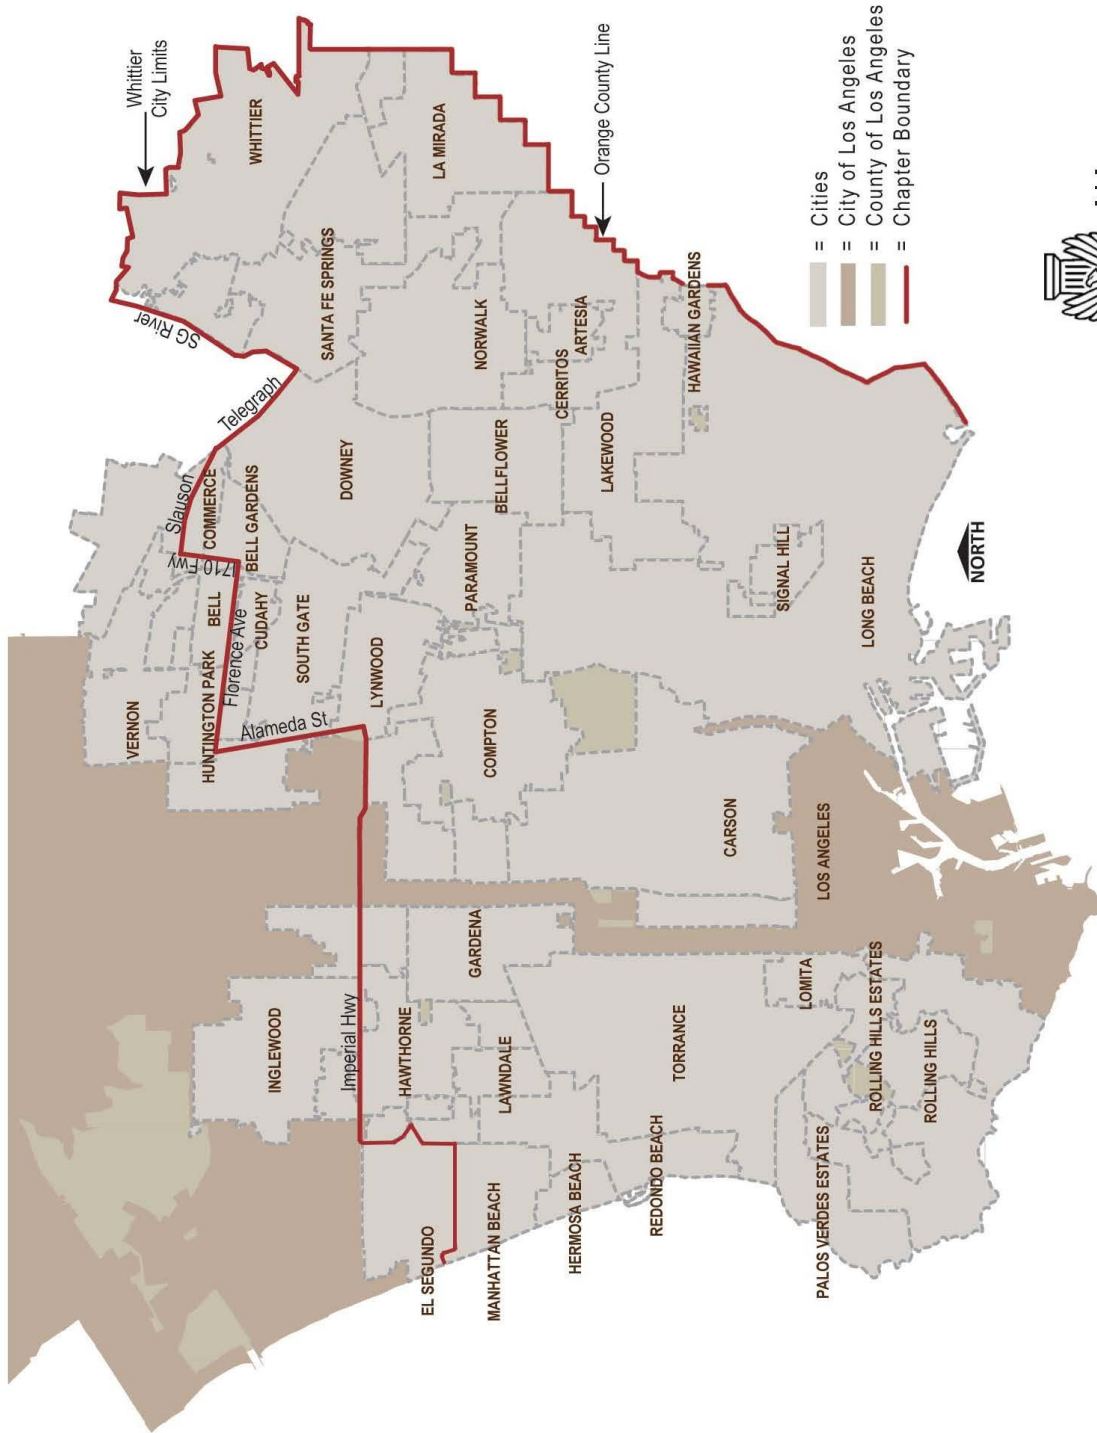 Whittier
City Limits
WHITTIER
LA MIRADA
Orange County Line
SG River
SANTA FE SPRINGS
NORWALK
ARTESIA
CERRITOS
HAWAIIAN GARDENS
Telegraph
Slauson
COMMERCE
BELL GARDENS
DOWNEY
BELLFLOWER
LAKEWOOD
I710 Fwy
BELL
CUDAHY
Florence Ave
SOUTH GATE
PARAMOUNT
SIGNAL HILL
LONG BEACH
VERNON
HUNTINGTON PARK
Alameda St
LYNWOOD
COMPTON
CARSON
LOS ANGELES
INGLEWOOD
Imperial Hwy
HAWTHORNE
GARDENA
LAWNDALE
TORRANCE
LOMITA
ROLLING HILLS ESTATES
ROLLING HILLS
EL SEGUNDO
MANHATTAN BEACH
HERMOSA BEACH
REDONDO BEACH
PALOS VERDES ESTATES
= Cities
= City of Los Angeles
= County of Los Angeles
= Chapter Boundary
NORTH